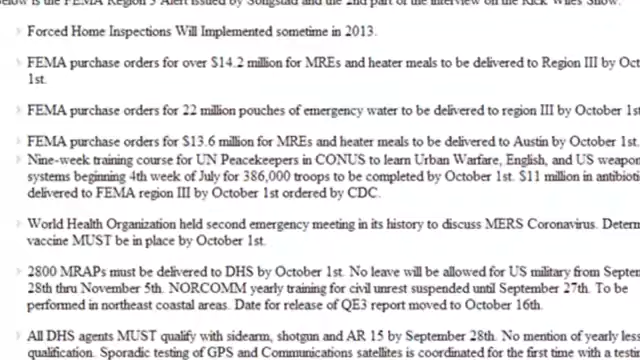 below is the FEMA Region 3 Alert issued by Songstad and the 2nd part of the interview on the Rick Wiles Show:
Forced Home Inspections Will Implemented sometime in 2013.
FEMA purchase orders for over $14.2 million for MREs and heater meals to be delivered to Region III by Oct
1st.
FEMA purchase orders for 22 million pouches of emergency water to be delivered to region III by October 1st
FEMA purchase orders for $13.6 million for MREs and heater meals to be delivered to Austin by October 1st.
Nine-week training course for UN Peacekeepers in CONUS to learn Urban Warfare, English, and US weapon
systems beginning 4th week of July for 386,000 troops to be completed by October 1st. $11 million in antibioti
delivered to FEMA region III by October 1st ordered by CDC.
World Health Organization held second emergency meeting in its history to discuss MERS Coronavirus. Determ
vaccine MUST be in place by October 1st.
2800 MRAPs must be delivered to DHS by October 1st. No leave will be allowed for US military from Septem
28th thru November 5th. NORCOMM yearly training for civil unrest suspended until September 27th. To be
performed in northeast coastal areas. Date for release of QE3 report moved to October 16th.
All DHS agents MUST qualify with sidearm, shotgun and AR 15 by September 28th. No mention of yearly less
qualification. Sporadic testing of GPS and Communications satellites is coordinated for the first time with a test